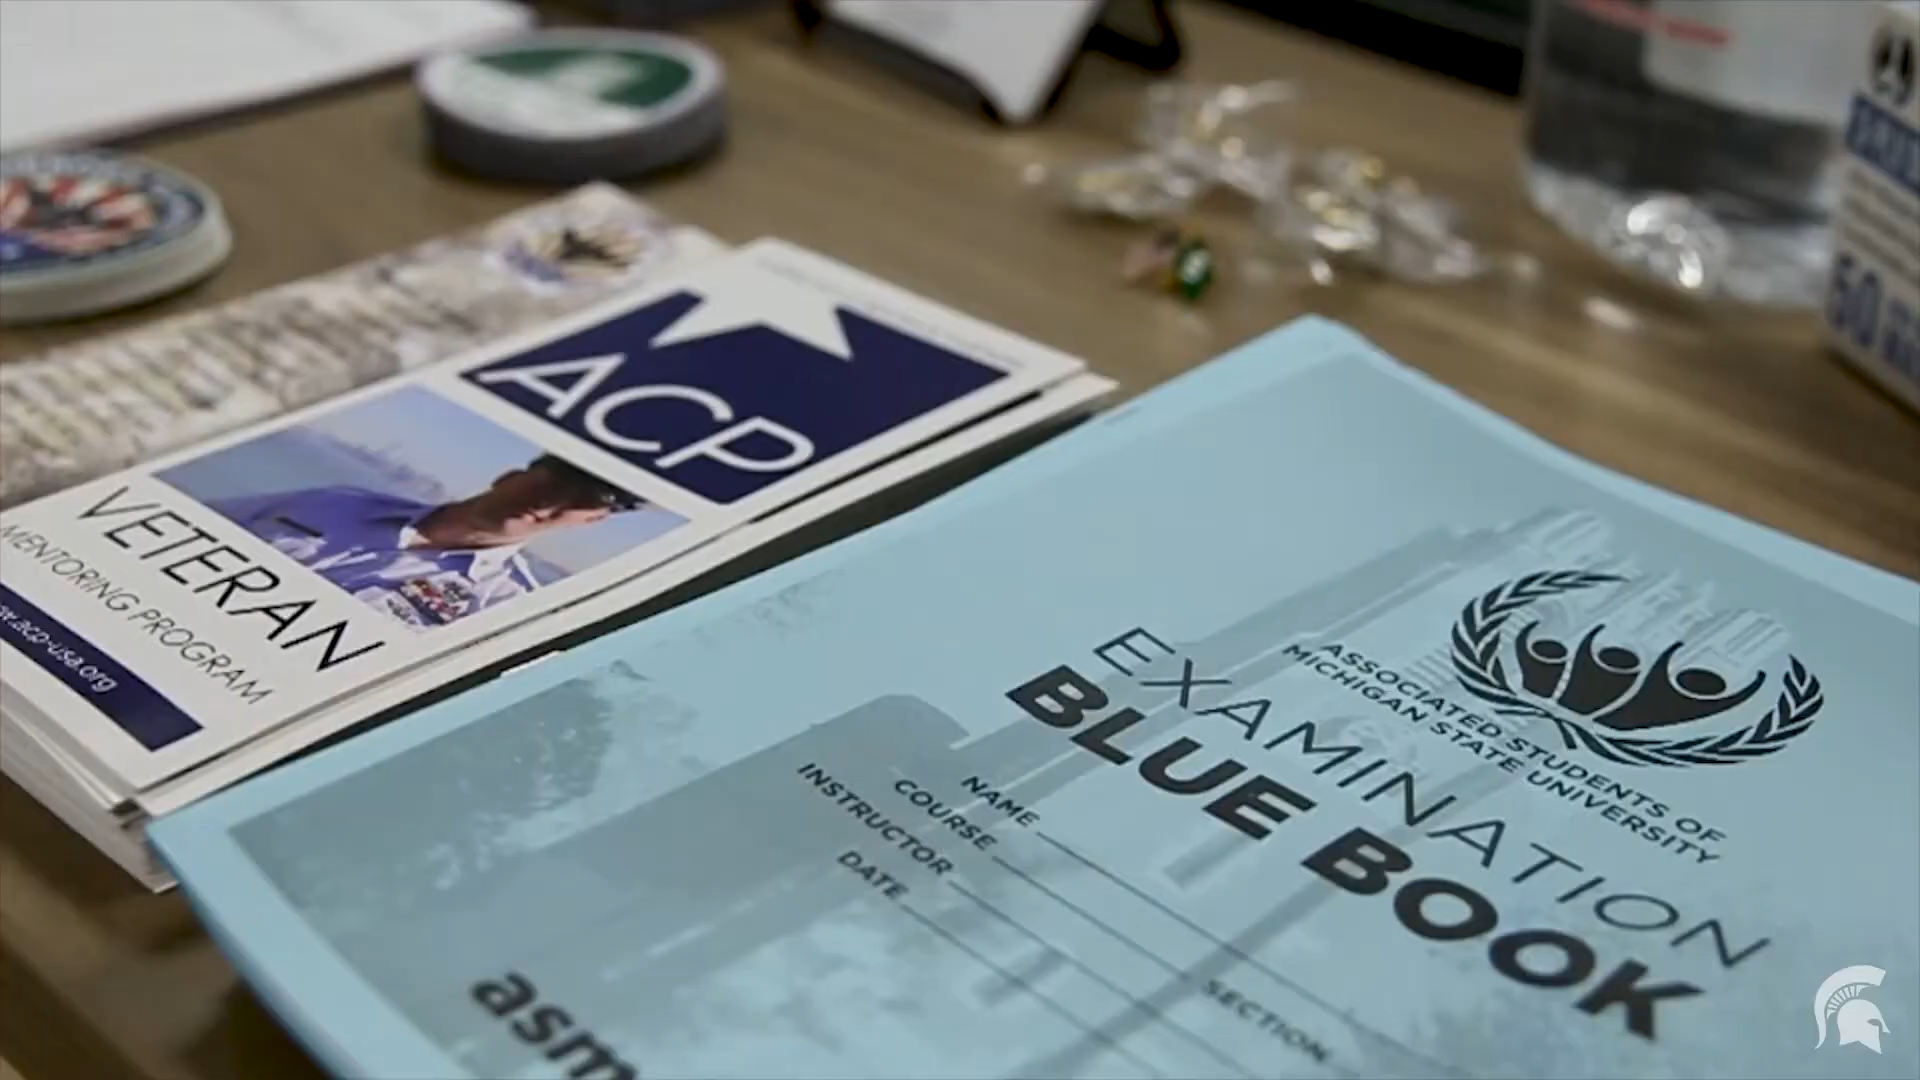 ACP
VETERAN
MENTORING PROGRAM
acp-usa.org
ASSOCIATED STUDENTS OF
MICHIGAN STATE UNIVERSITY
EXAMINATION
BLUE BOOK
NAME
COURSE
INSTRUCTOR
SECTION
DATE
asm
50